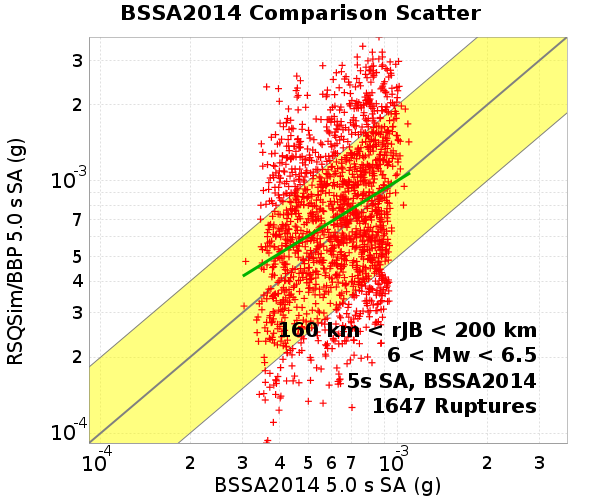 BSSA2014 Comparison Scatter
RSQSim/BBP 5.0 s SA (g)
3
2
10-3
7
5
4
3
2
10-4
160 km < rJB < 200 km
6 < Mw < 6.5
5s SA, BSSA2014
1647 Ruptures
10-4 2 3 4 5 6 7 10-3 2 3
BSSA2014 5.0 s SA (g)